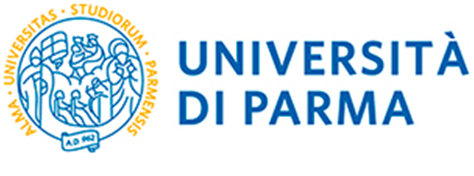 ALMA · UNIVERSITAS · STUDIORUM · PARMENSIS
A.D. 962
UNIVERSITÀ
DI PARMA